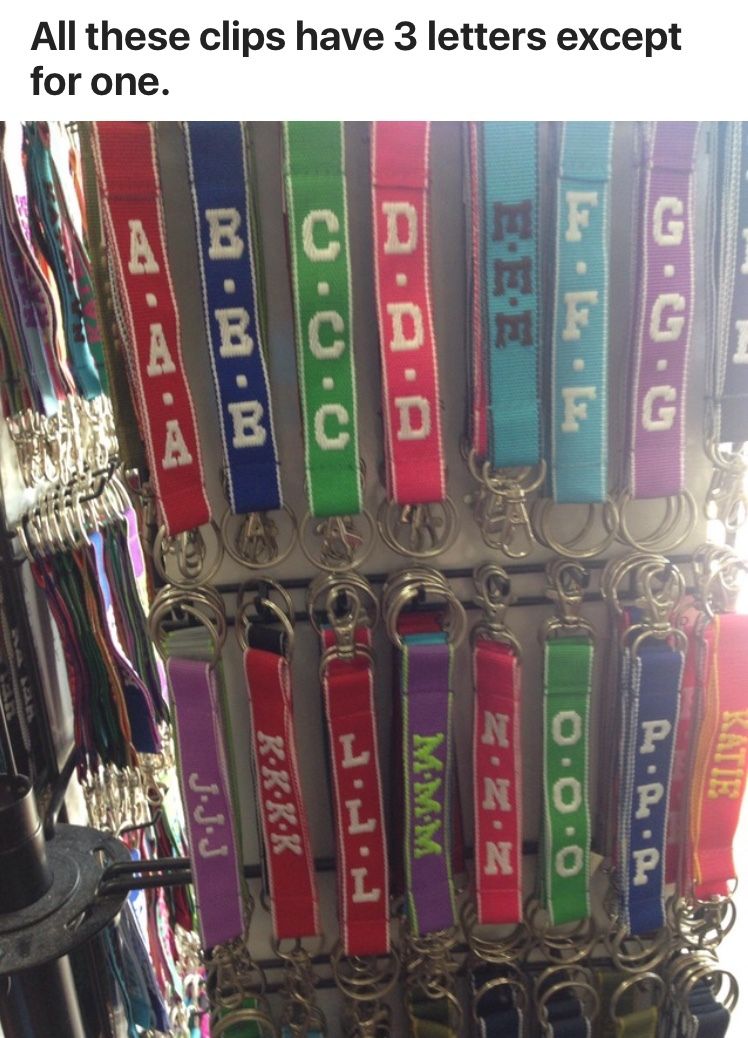 All these clips have 3 letters except
for one.
A·A·A
B·B·B
C·C·C
D·D·D
E·E·E
F·F·F
G·G·G
J·J·J
K·K·K·K
L·L·L
M·M·M
N·N·N
O·O·O
P·P·P
KATIE